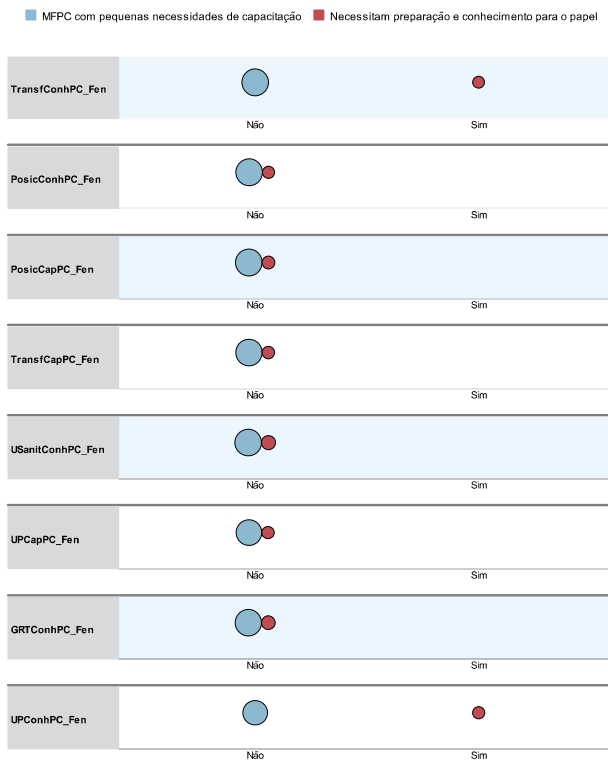 MFPC com pequenas necessidades de capacitação Necessitam preparação e conhecimento para o papel
TransfConhPC_Fen
Não Sim
PosicConhPC_Fen
Não Sim
PosicCapPC_Fen
Não Sim
TransfCapPC_Fen
Não Sim
USanitConhPC_Fen
Não Sim
UPCapPC_Fen
Não Sim
GRTConhPC_Fen
Não Sim
UPConhPC_Fen
Não Sim